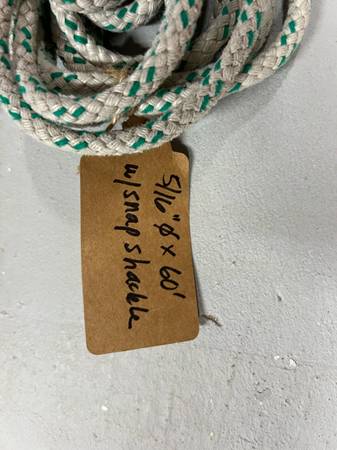 5/16" ø x 60'
w/snap shackle